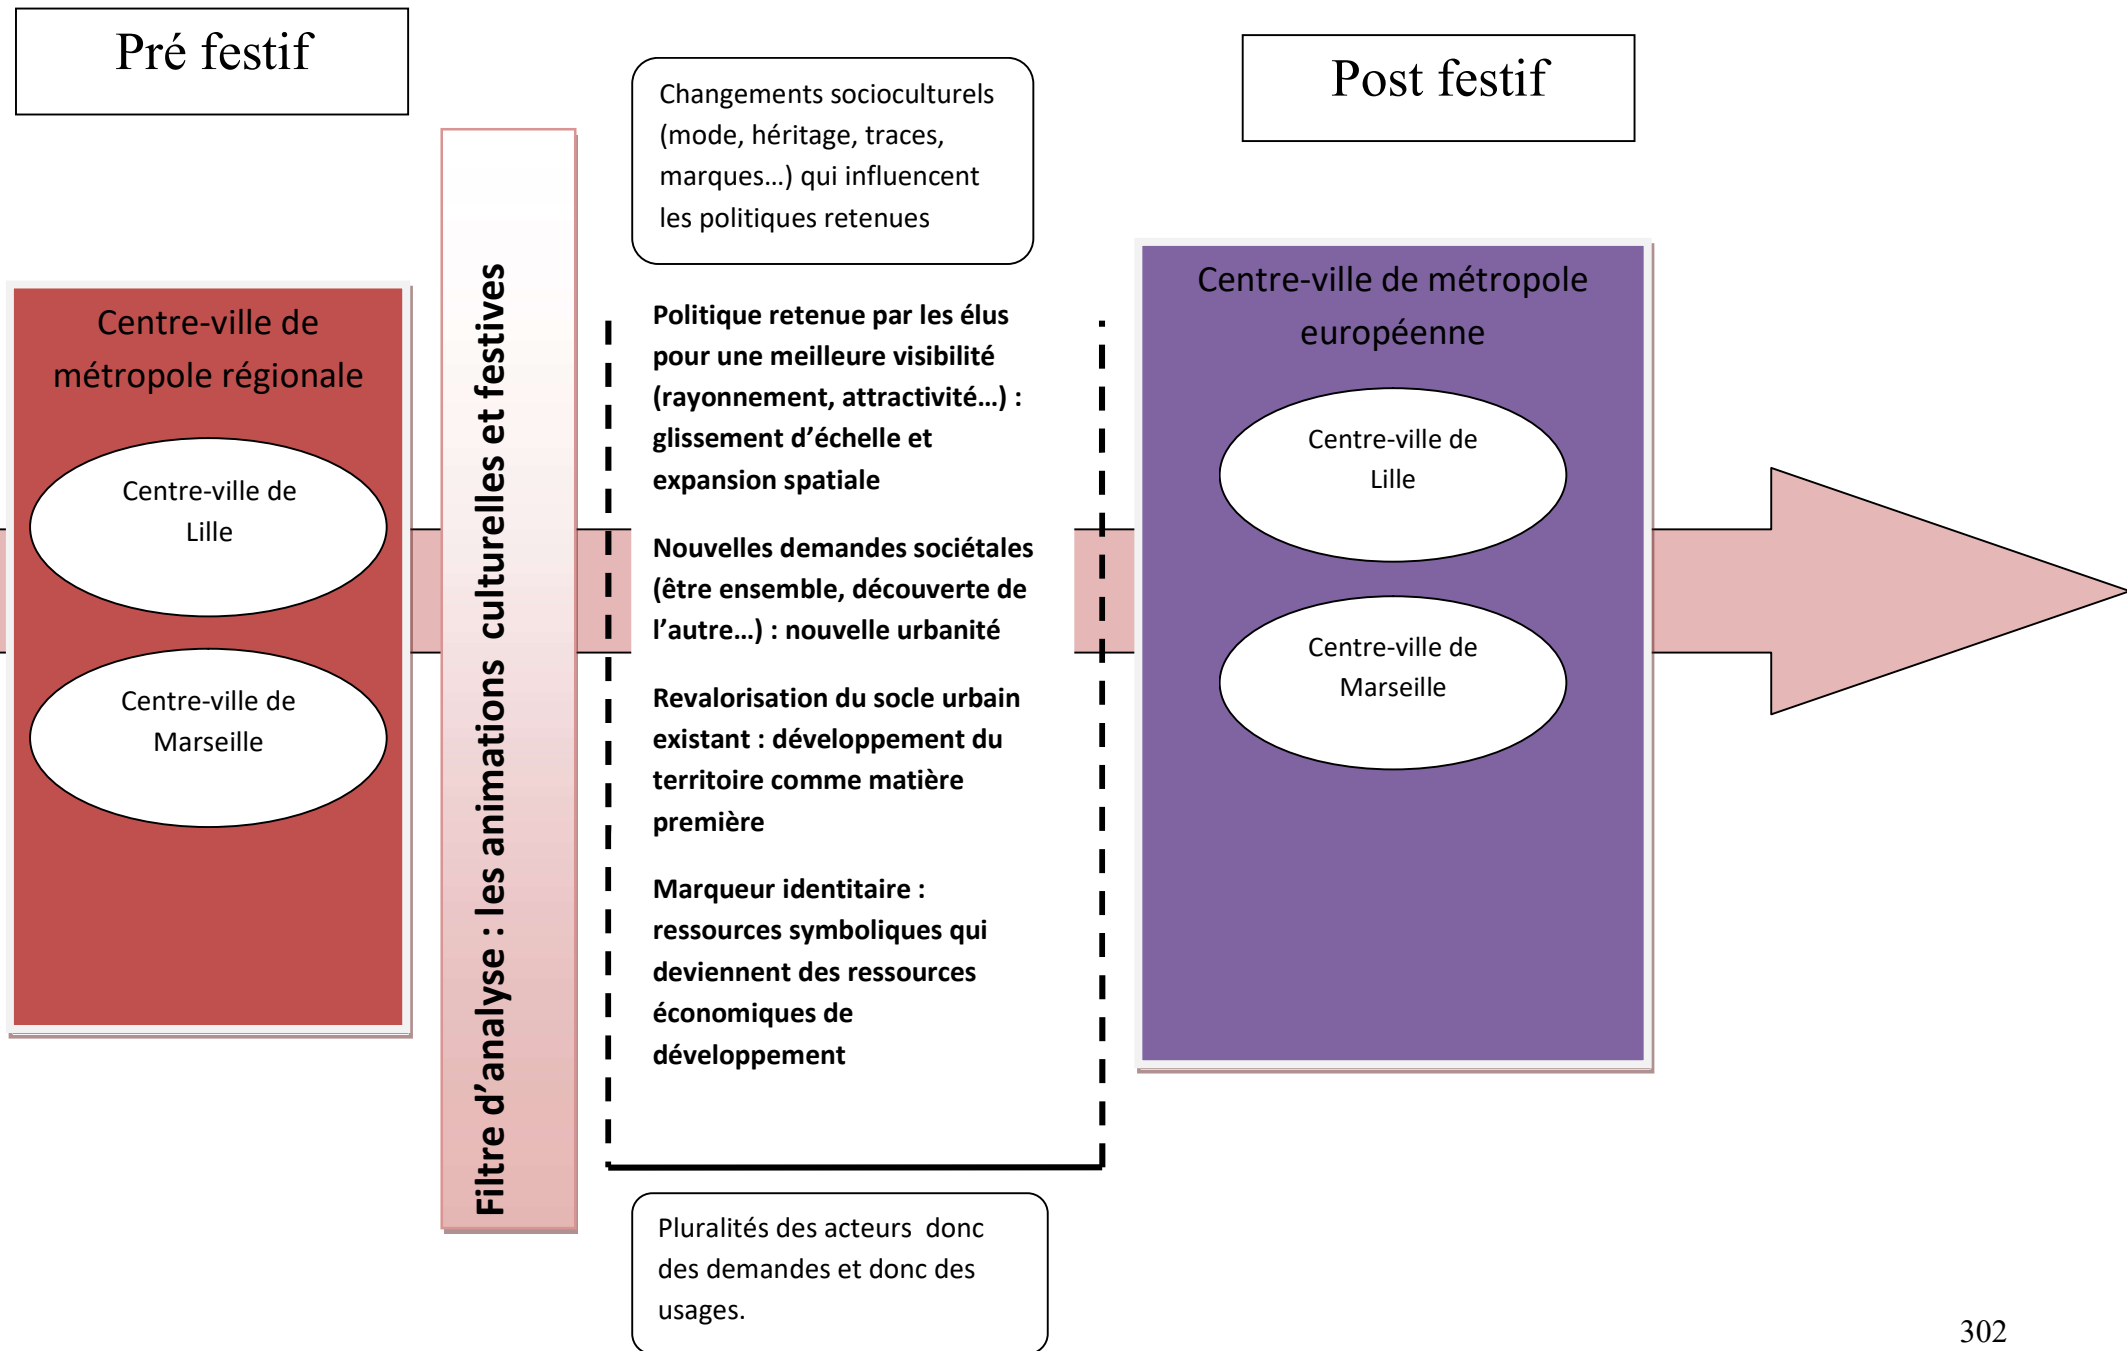 Pré festif
Post festif
Changements socioculturels
(mode, héritage, traces,
marques…) qui influencent
les politiques retenues
Centre-ville de
métropole régionale
Centre-ville de
Lille
Centre-ville de
Marseille
Filtre d’analyse : les animations  culturelles et festives
Politique retenue par les élus
pour une meilleure visibilité
(rayonnement, attractivité…) :
glissement d’échelle et
expansion spatiale
Nouvelles demandes sociétales
(être ensemble, découverte de
l’autre…) : nouvelle urbanité
Revalorisation du socle urbain
existant : développement du
territoire comme matière
première
Marqueur identitaire :
ressources symboliques qui
deviennent des ressources
économiques de
développement
Centre-ville de métropole
européenne
Centre-ville de
Lille
Centre-ville de
Marseille
Pluralités des acteurs  donc
des demandes et donc des
usages.
302